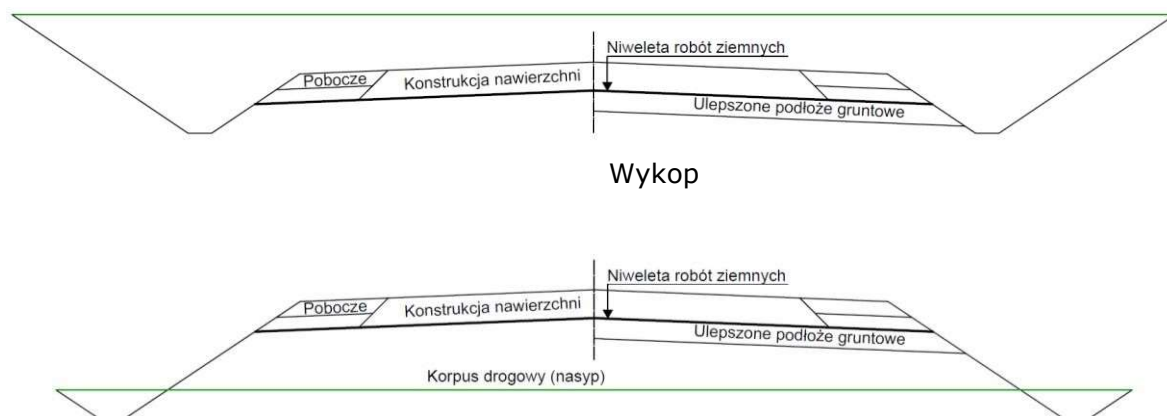 Niweleta robót ziemnych
Pobocze
Konstrukcja nawierzchni
Ulepszone podłoże gruntowe
Wykop
Niweleta robót ziemnych
Pobocze
Konstrukcja nawierzchni
Ulepszone podłoże gruntowe
Korpus drogowy (nasyp)